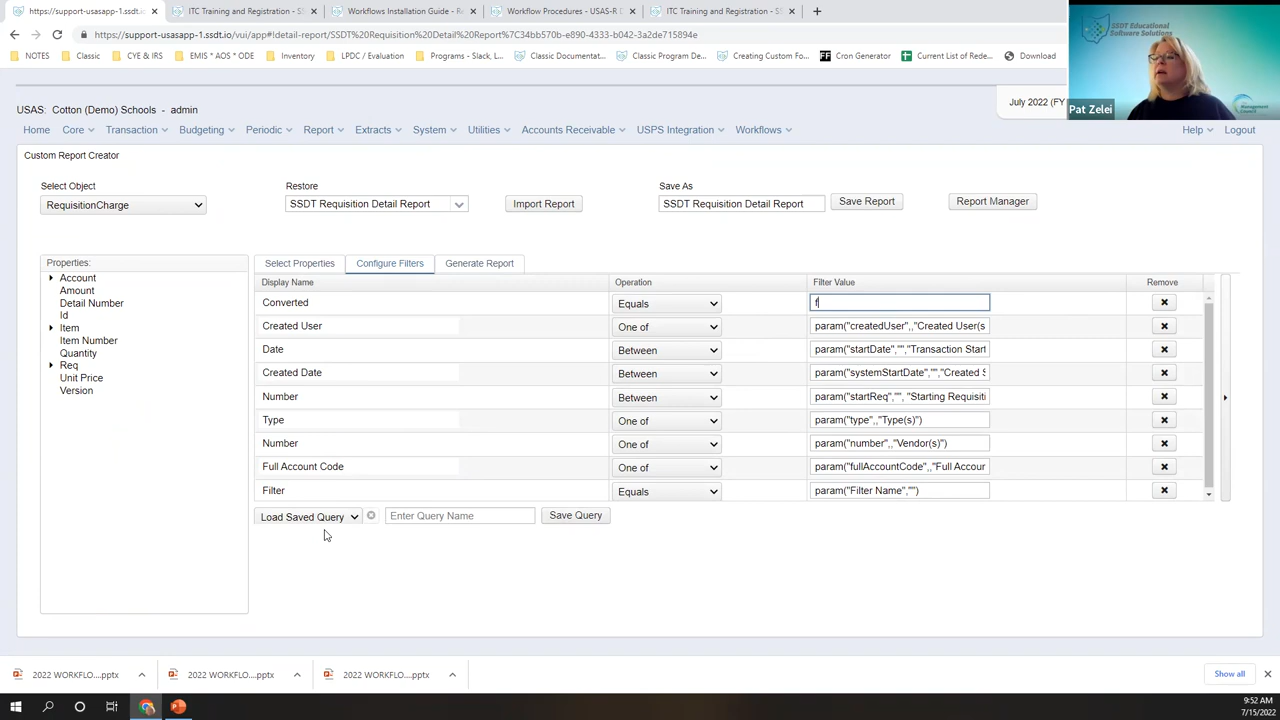 https://support-usasapp-1.ssdt.i
ITC Training and Registration - SS
Workflows Installation Guide - Re
Workflow Procedures - USAS-R D
ITC Training and Registration - SS
https://support-usasapp-1.ssdt.io/vui/app#!detail-report/SSDT%20Requisition%20Detail%20Report%7C34bb570b-e890-4333-b042-3a2de715894e
NOTES
Classic
CYE & IRS
EMIS * AOS * ODE
Inventory
LPDC / Evaluation
Programs - Slack, L...
Classic Documentat...
Classic Program De...
Creating Custom Fo...
Cron Generator
Current List of Rede...
Download
SSDT Educational
Software Solutions
Pat Zelei
USAS: Cotton (Demo) Schools - admin
July 2022 (FY
Home
Core
Transaction
Budgeting
Periodic
Report
Extracts
System
Utilities
Accounts Receivable
USPS Integration
Workflows
Help
Logout
Custom Report Creator
Select Object
Restore
Save As
RequisitionCharge
SSDT Requisition Detail Report
Import Report
SSDT Requisition Detail Report
Save Report
Report Manager
Properties:
Account
Amount
Detail Number
Id
Item
Item Number
Quantity
Req
Unit Price
Version
Select Properties
Configure Filters
Generate Report
Display Name
Operation
Filter Value
Remove
Converted
Equals
f
Created User
One of
param("createdUser",,"Created User(s
Date
Between
param("startDate","","Transaction Start
Created Date
Between
param("systemStartDate","","Created S
Number
Between
param("startReq","", "Starting Requisiti
Type
One of
param("type",,"Type(s)")
Number
One of
param("number",,"Vendor(s)")
Full Account Code
One of
param("fullAccountCode",,"Full Accour
Filter
Equals
param("Filter Name","")
Load Saved Query
Enter Query Name
Save Query
2022 WORKFLO....pptx
2022 WORKFLO....pptx
2022 WORKFLO....pptx
Show all
9:52 AM
7/15/2022